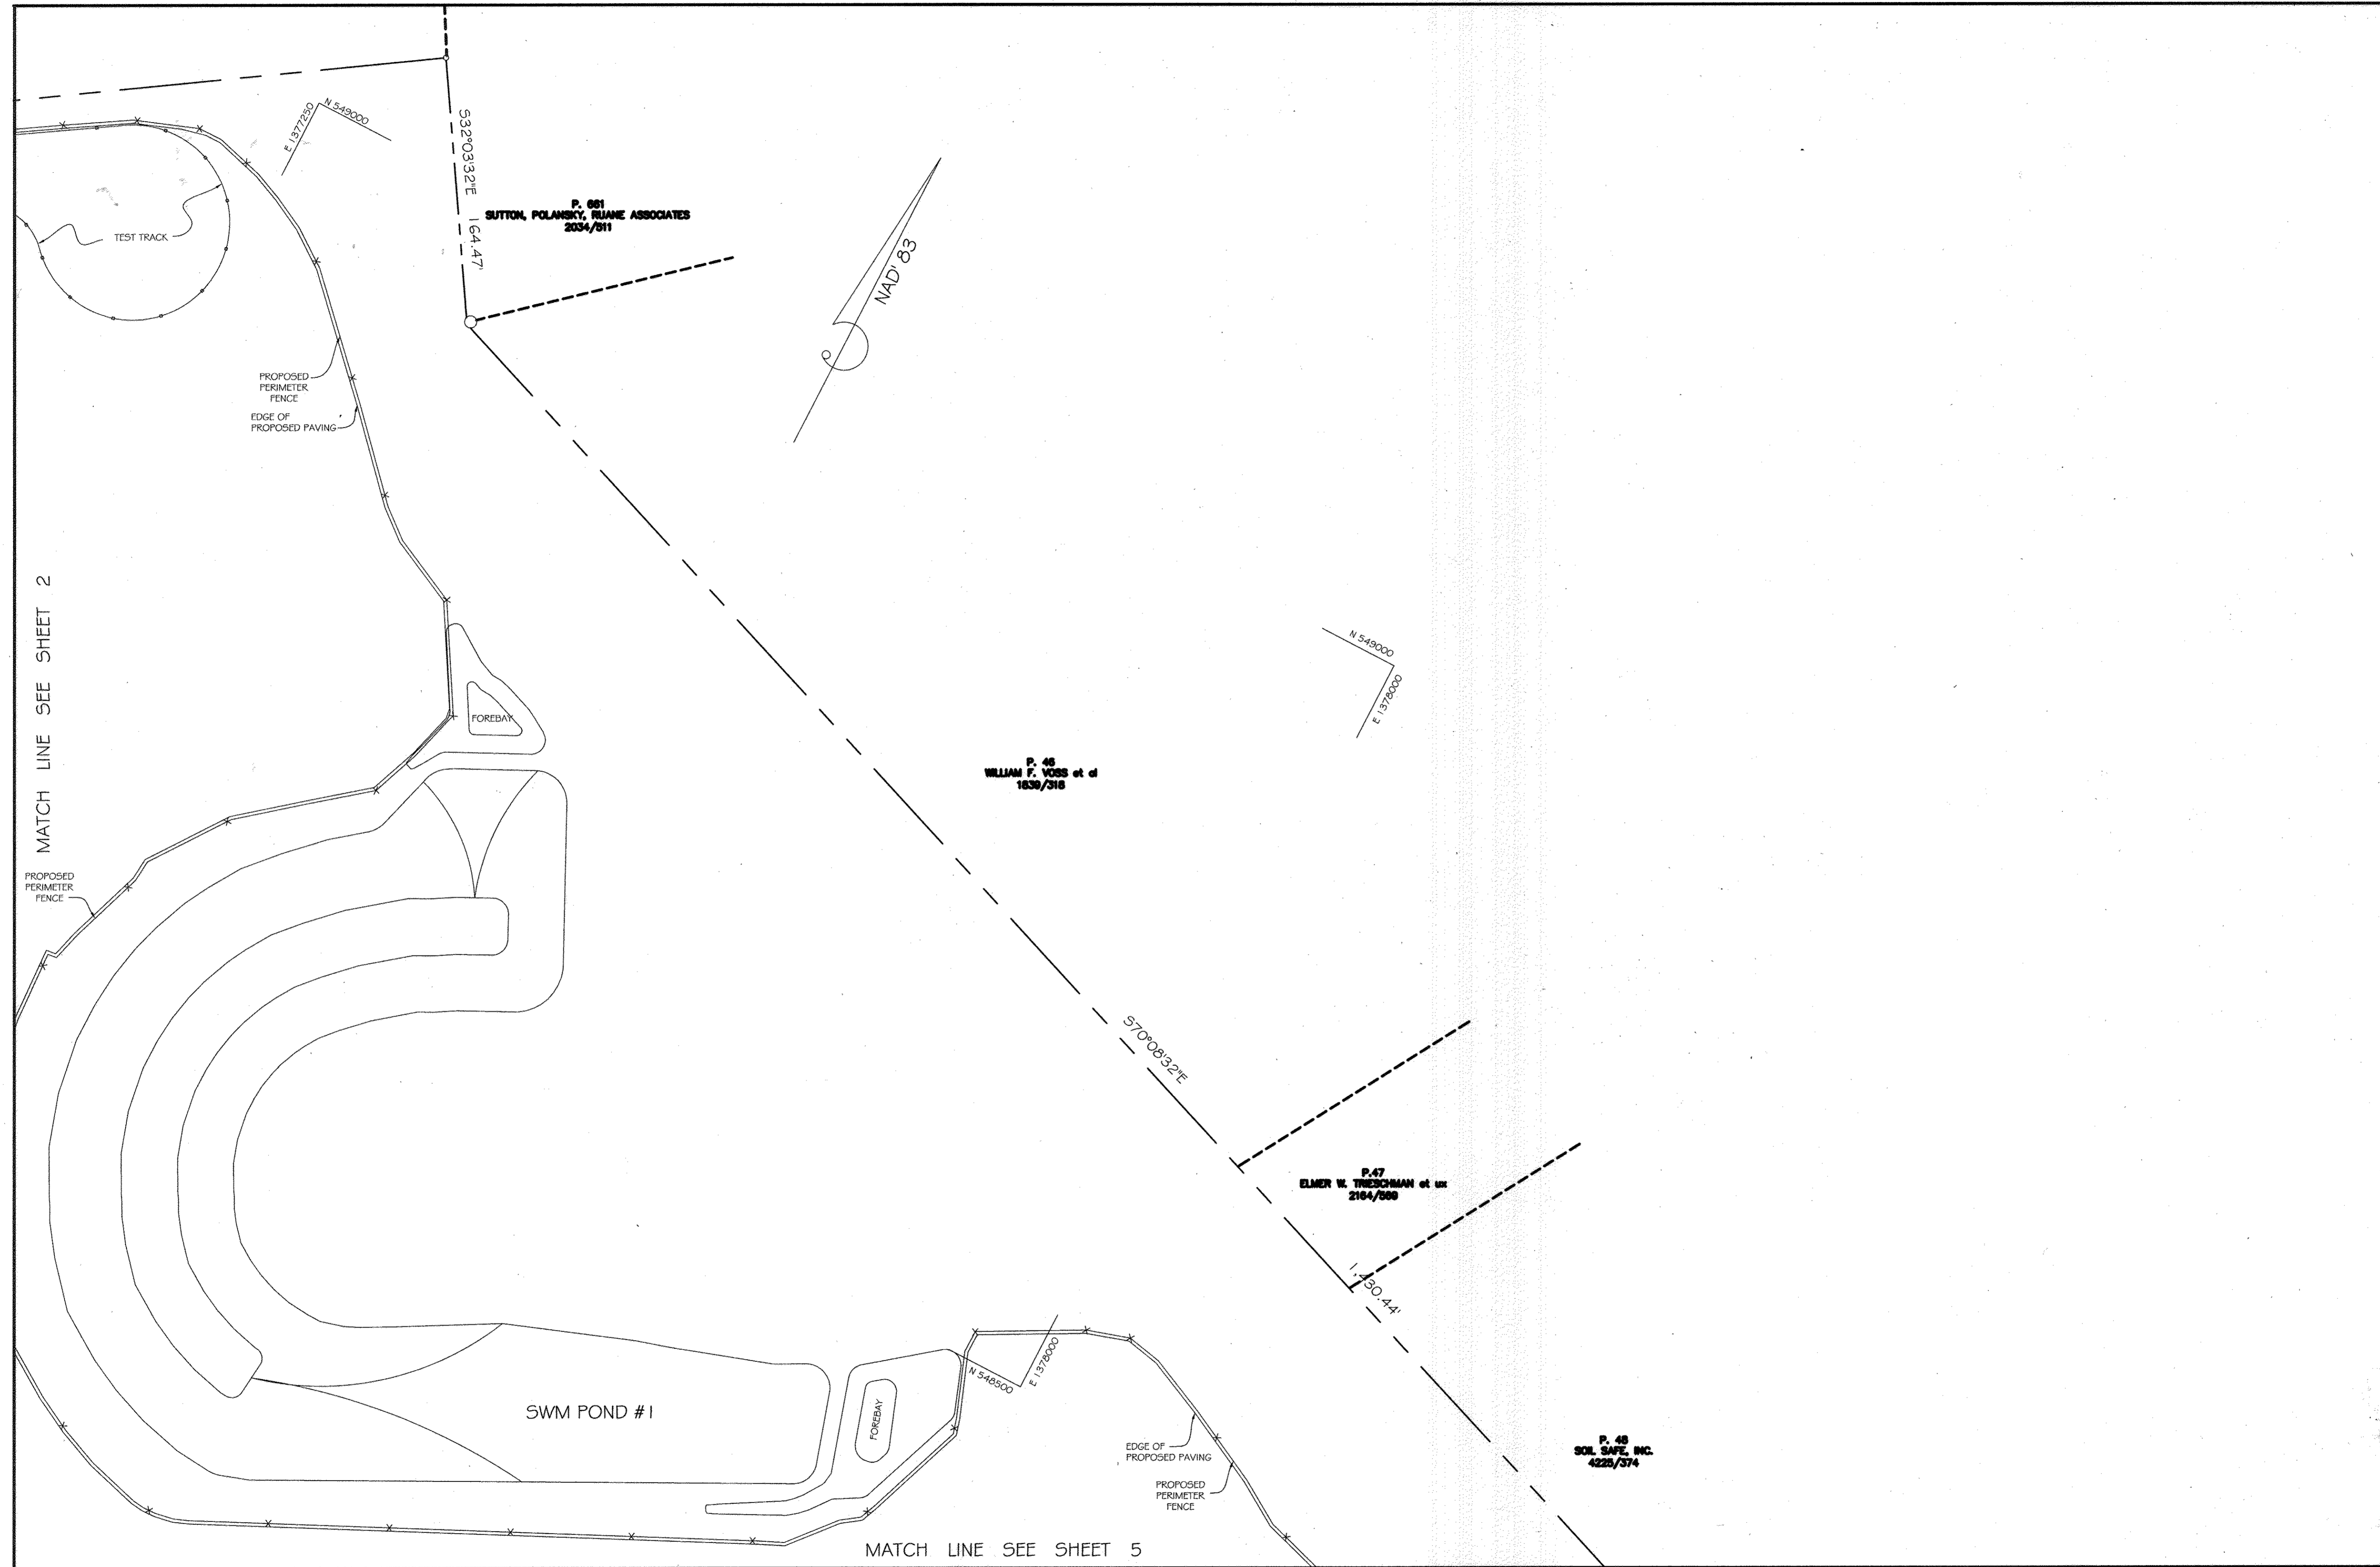 E 1377250
N 549000
S32°03'32"E 164.47'
P. 661
SUTTON, POLANSKY, RUANE ASSOCIATES
2034/511
TEST TRACK
NAD' 83
PROPOSED
PERIMETER
FENCE
EDGE OF
PROPOSED PAVING
MATCH LINE SEE SHEET 2
N 549000
E 1378000
FOREBAY
P. 46
WILLIAM F. VOSS et al
1639/318
PROPOSED
PERIMETER
FENCE
S70°08'32"E
P.47
ELMER W. TRIESCHMAN et ux
2164/569
1,430.44'
N 548500
E 1378000
SWM POND #1
FOREBAY
EDGE OF
PROPOSED PAVING
PROPOSED
PERIMETER
FENCE
P. 48
SOIL SAFE, INC.
4225/374
MATCH LINE SEE SHEET 5